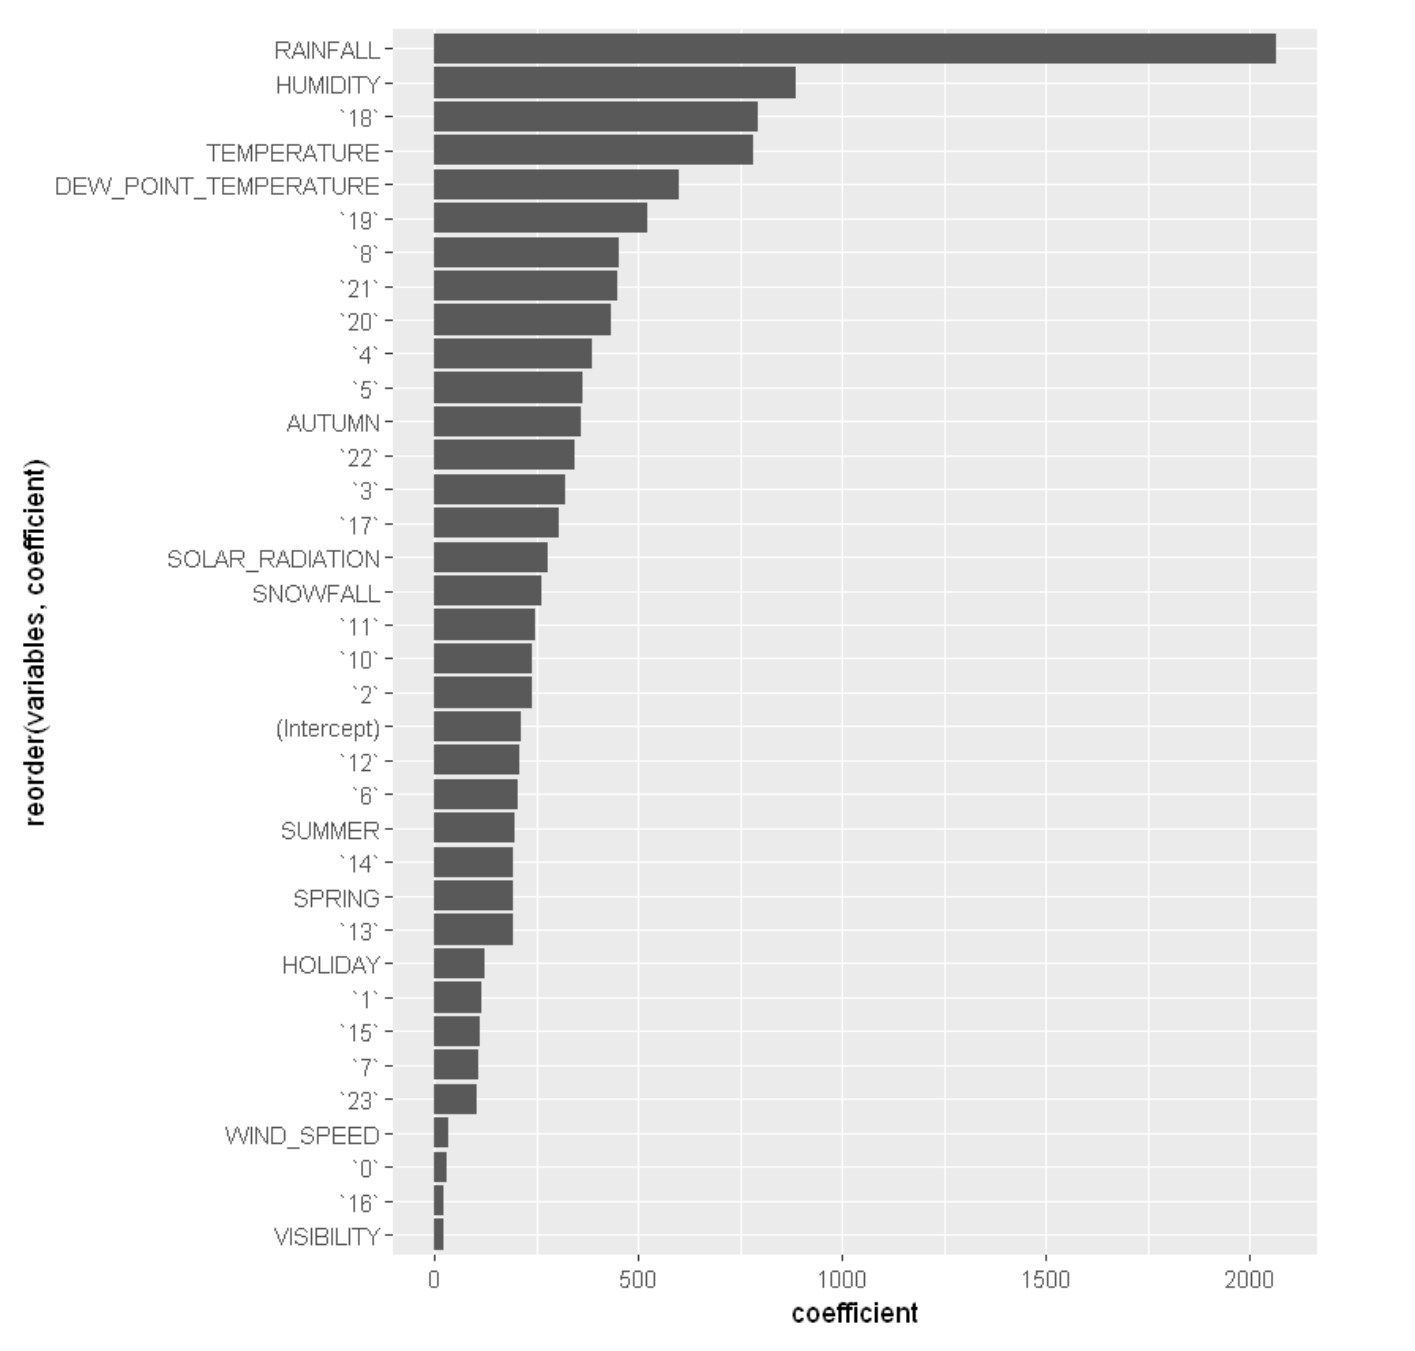 RAINFALL
HUMIDITY
`18`
TEMPERATURE
DEW_POINT_TEMPERATURE
`19`
`8`
`21`
`20`
`4`
`5`
AUTUMN
`22`
`3`
`17`
SOLAR_RADIATION
SNOWFALL
`11`
`10`
`2`
(Intercept)
`12`
`6`
SUMMER
`14`
SPRING
`13`
HOLIDAY
`1`
`15`
`7`
`23`
WIND_SPEED
`0`
`16`
VISIBILITY
reorder(variables, coefficient)
0 500 1000 1500 2000
coefficient